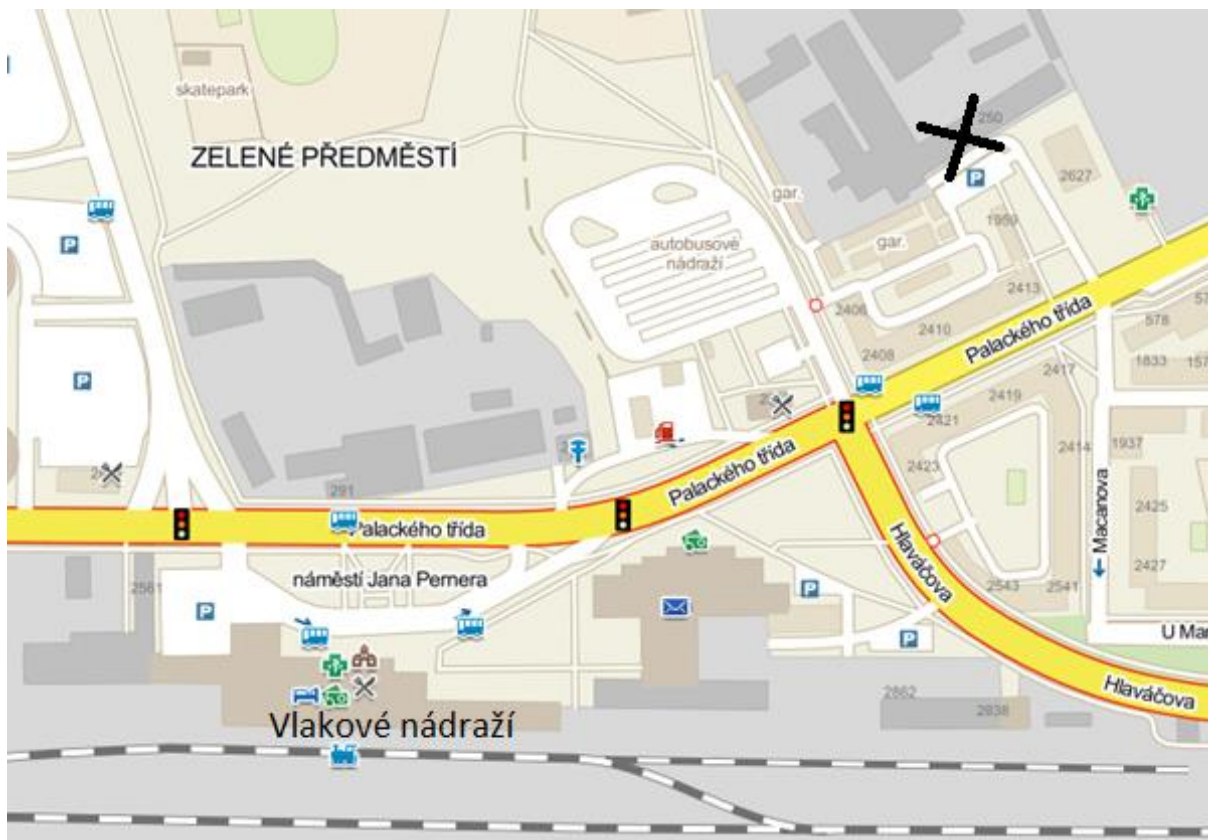 skatepark
ZELENÉ PŘEDMĚSTÍ
250
P
2627
gar.
1959
P
autobusové
nádraží
gar.
2413
2406
2410
Palackého třída
578
2408
1833
2417
P
2419
2421
2414
1937
Palackého třída
2423
291
Palackého třída
2425
Macanova
Hlaváčova
2427
náměstí Jana Pernera
2561
2543
2541
P
P
P
U Mar
Hlaváčova
2862
2838
Vlakové nádraží